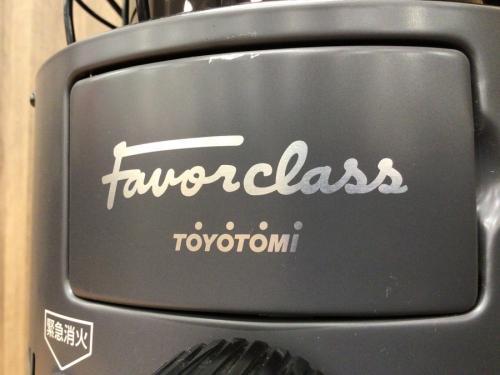 Favorclass
TOYOTOMi
緊急消火